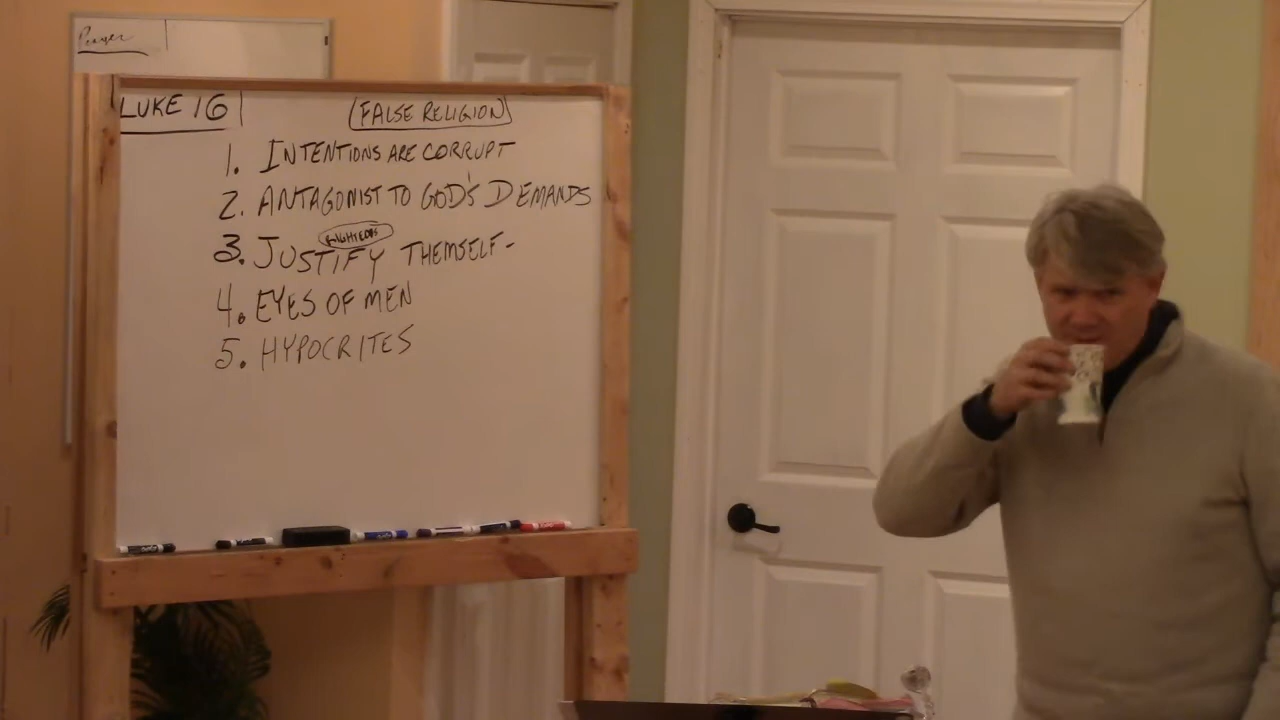 Prayer
LUKE 16
(FALSE RELIGION)
1. INTENTIONS ARE CORRUPT
2. ANTAGONIST TO GOD'S DEMANDS
RIGHTEOUS
3. JUSTIFY THEMSELF-
4. EYES OF MEN
5. HYPOCRITES